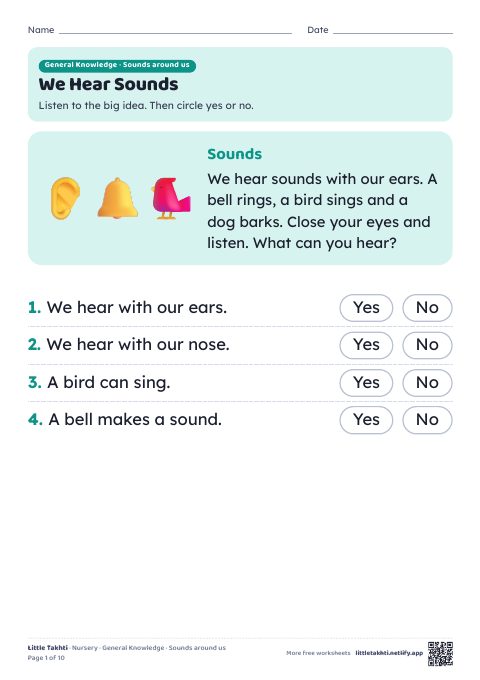 Name Date
General Knowledge · Sounds around us
We Hear Sounds
Listen to the big idea. Then circle yes or no.
Sounds
We hear sounds with our ears. A
bell rings, a bird sings and a
dog barks. Close your eyes and
listen. What can you hear?
1. We hear with our ears. Yes No
2. We hear with our nose. Yes No
3. A bird can sing. Yes No
4. A bell makes a sound. Yes No
Little Takhti · Nursery · General Knowledge · Sounds around us
Page 1 of 10
More free worksheets · littletakhti.netlify.app